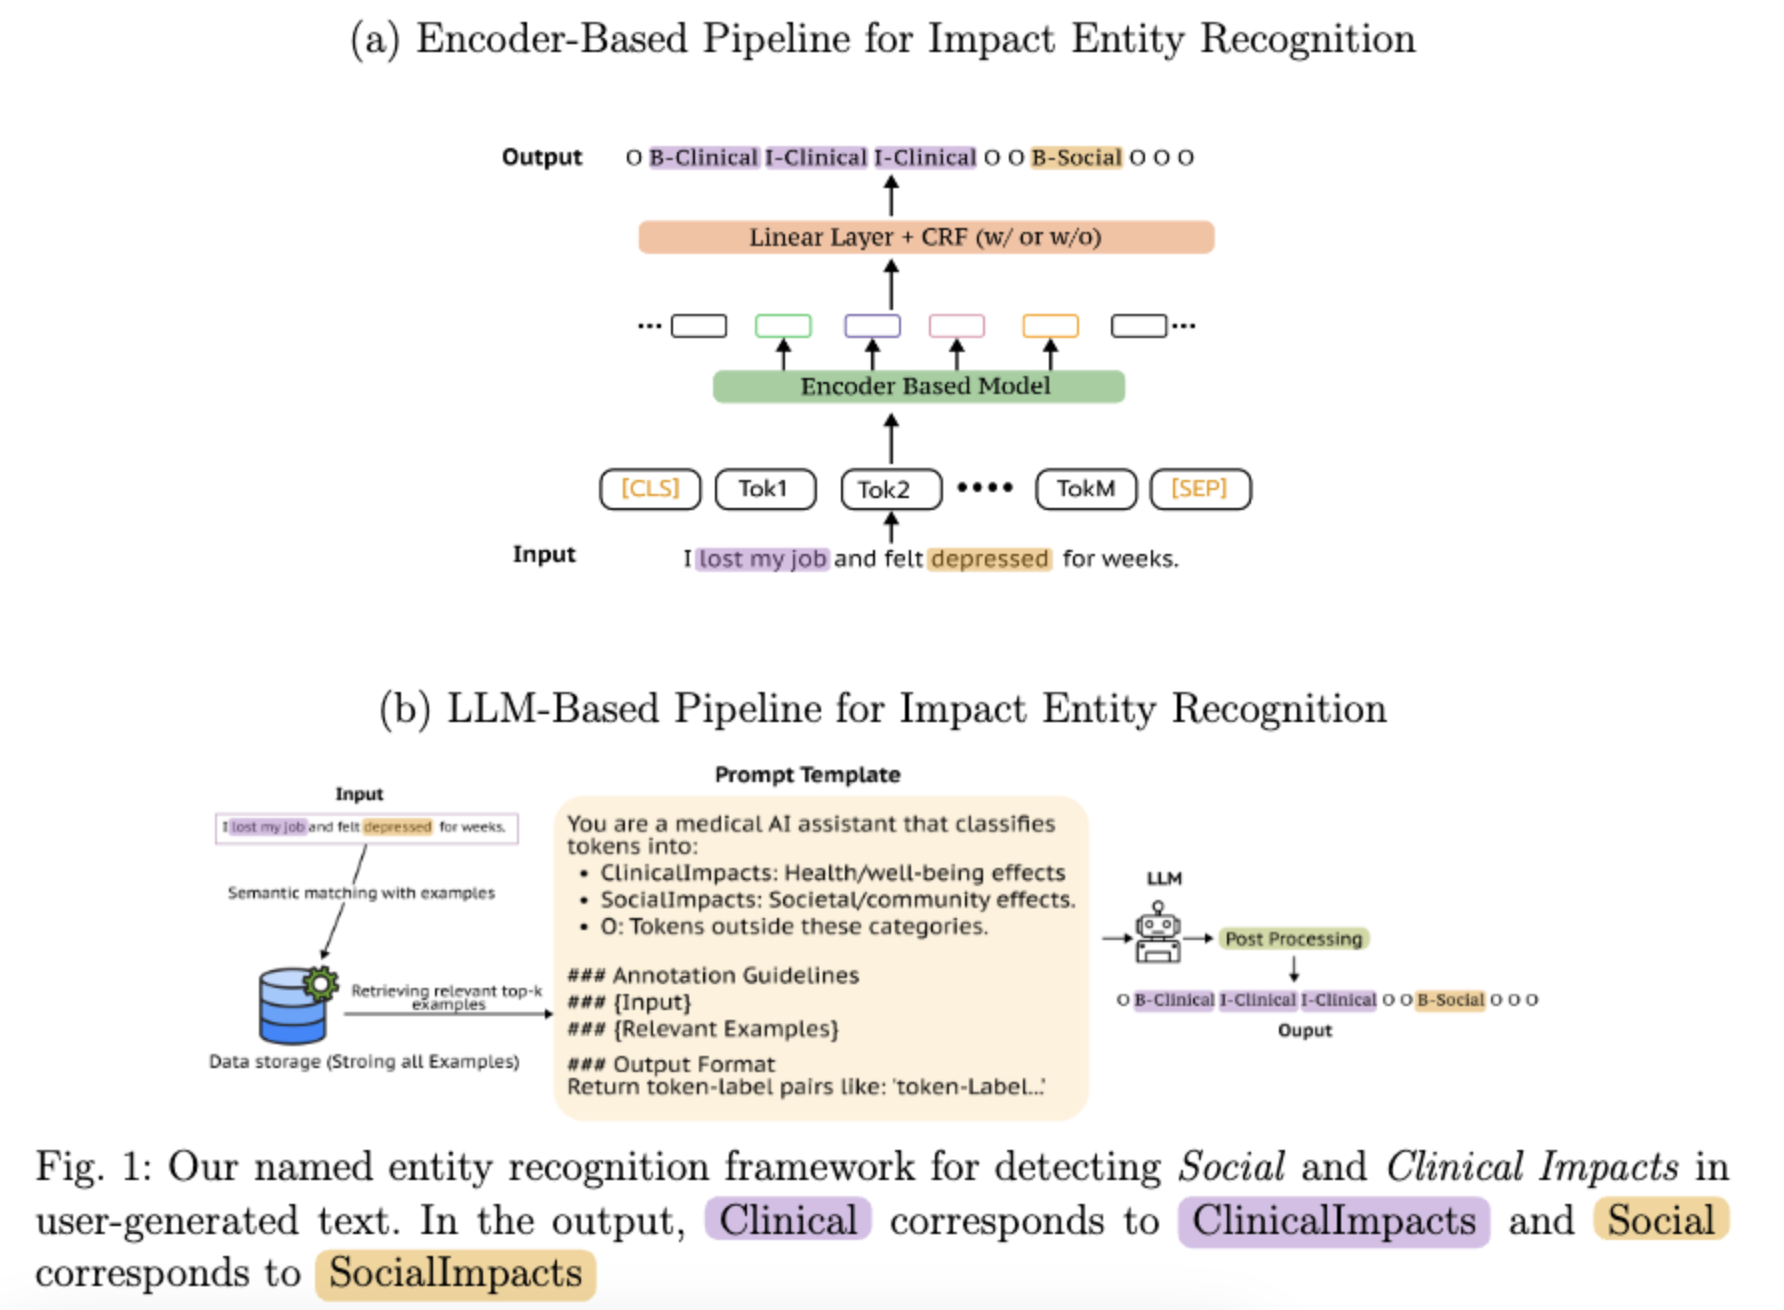 (a) Encoder-Based Pipeline for Impact Entity Recognition
Output O B-Clinical I-Clinical I-Clinical O O B-Social O O O
Linear Layer + CRF (w/ or w/o)
Encoder Based Model
[CLS] Tok1 Tok2 •••• TokM [SEP]
Input I lost my job and felt depressed for weeks.
(b) LLM-Based Pipeline for Impact Entity Recognition
Input
I lost my job and felt depressed for weeks.
Semantic matching with examples
Retrieving relevant top-k
examples
Data storage (Stroing all Examples)
Prompt Template
You are a medical AI assistant that classifies
tokens into:
• ClinicalImpacts: Health/well-being effects
• SocialImpacts: Societal/community effects.
• O: Tokens outside these categories.
### Annotation Guidelines
### {Input}
### {Relevant Examples}
### Output Format
Return token-label pairs like: 'token-Label...'
LLM
Post Processing
O B-Clinical I-Clinical I-Clinical O O B-Social O O O
Ouput
Fig. 1: Our named entity recognition framework for detecting Social and Clinical Impacts in
user-generated text. In the output, Clinical corresponds to ClinicalImpacts and Social
corresponds to SocialImpacts